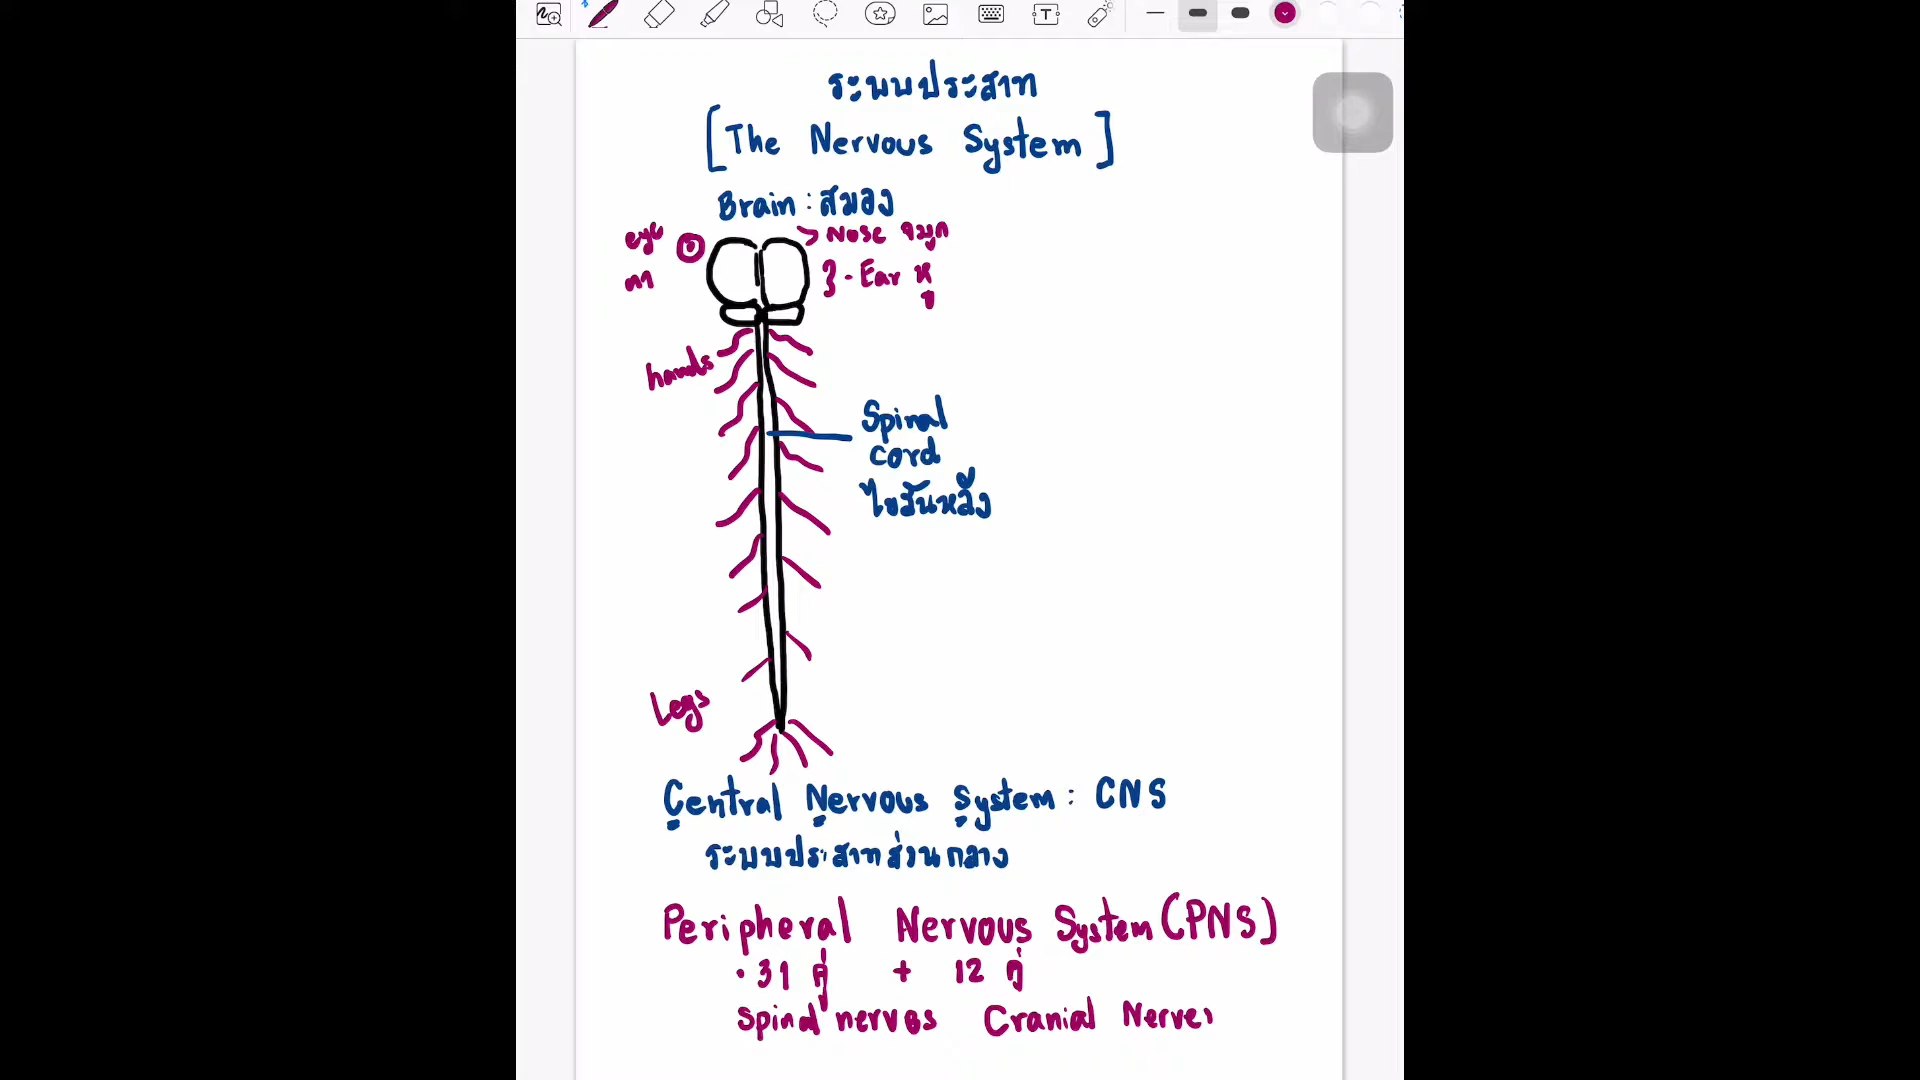 ระบบประสาท
[The Nervous System]
Brain : สมอง
eye
ตา
Nose จมูก
- Ear หู
hands
Spinal
cord
ไขสันหลัง
Legs
Central Nervous System : CNS
ระบบประสาทส่วนกลาง
Peripheral Nervous System (PNS)
• 31 คู่ + 12 คู่
Spinal nerves Cranial Nerves